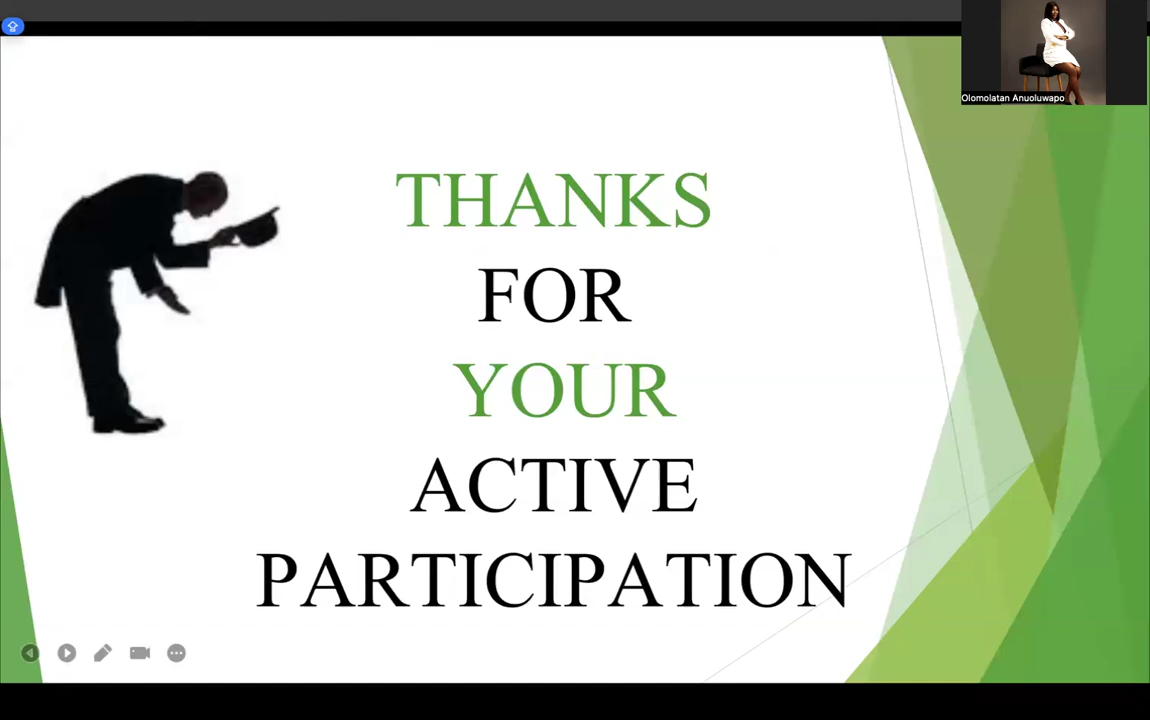 Olomolatan Anuoluwapo
THANKS
FOR
YOUR
ACTIVE
PARTICIPATION